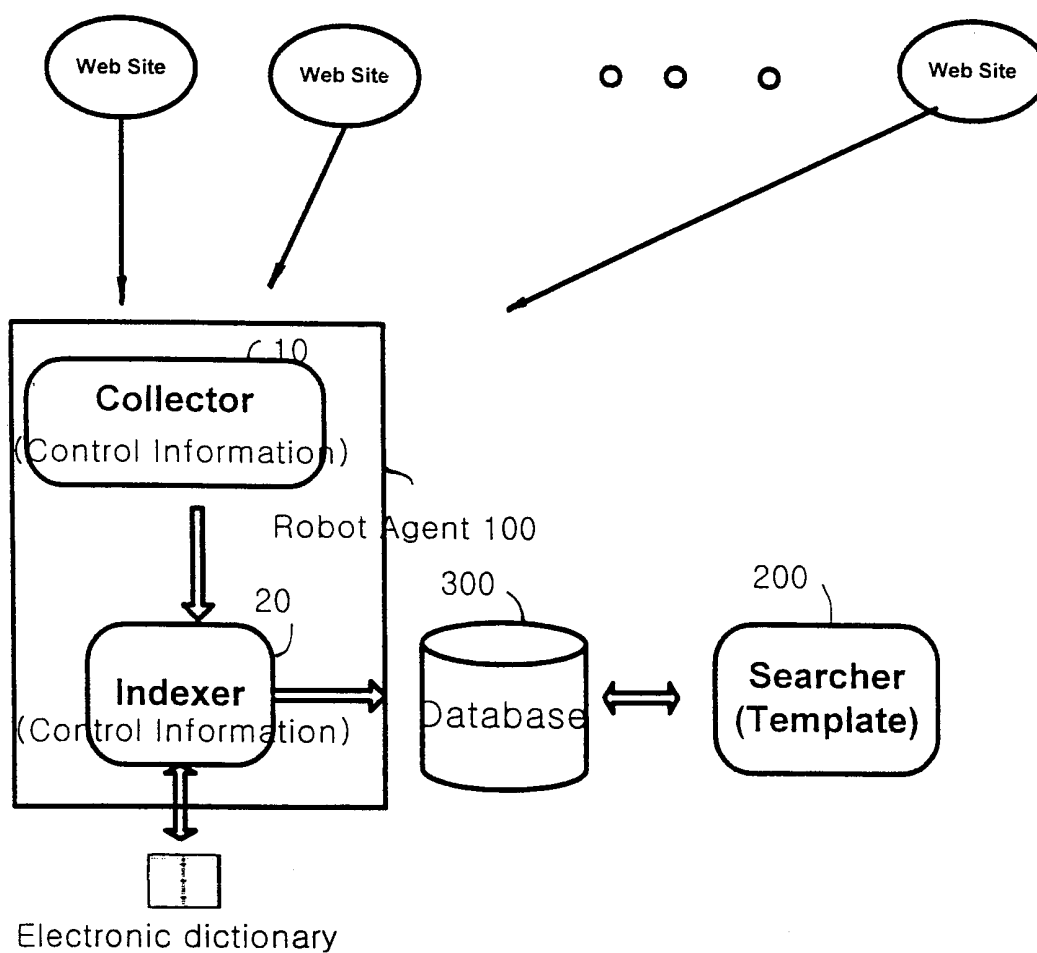 Web Site
Web Site
Web Site
10
Collector
(Control Information)
Robot Agent 100
20
300
200
Indexer
(Control Information)
Database
Searcher
(Template)
Electronic dictionary